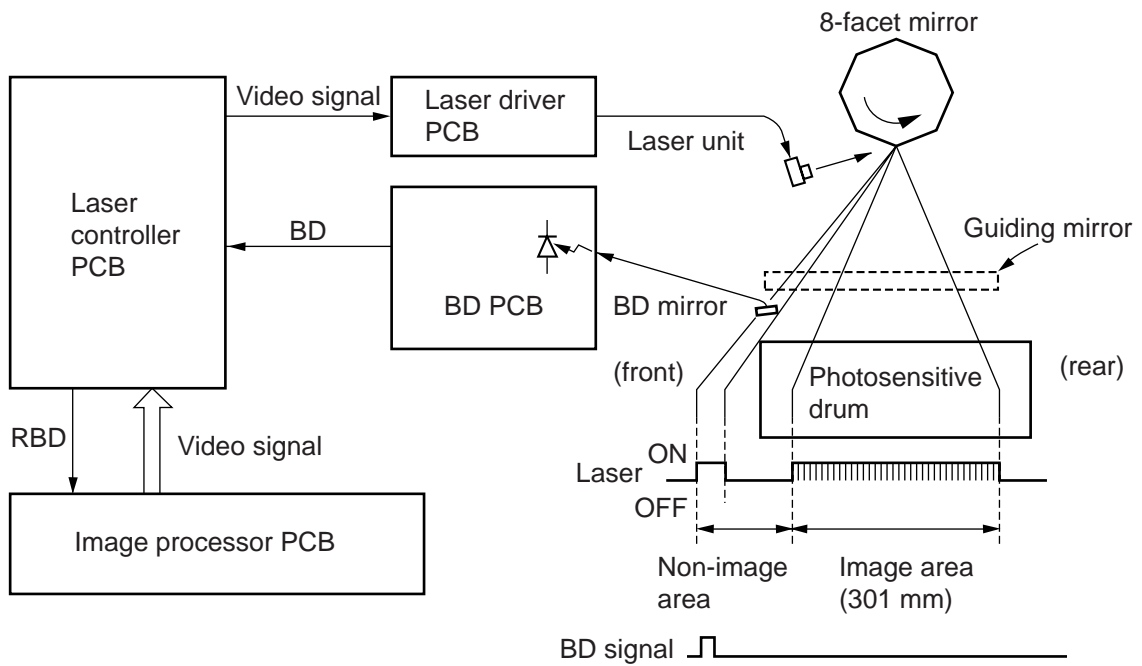 8-facet mirror
Video signal
Laser driver
PCB
Laser unit
Laser
controller
PCB
BD
BD PCB
BD mirror
Guiding mirror
(front)
Photosensitive
drum
(rear)
RBD
Video signal
ON
Laser
OFF
Image processor PCB
Non-image
area
Image area
(301 mm)
BD signal